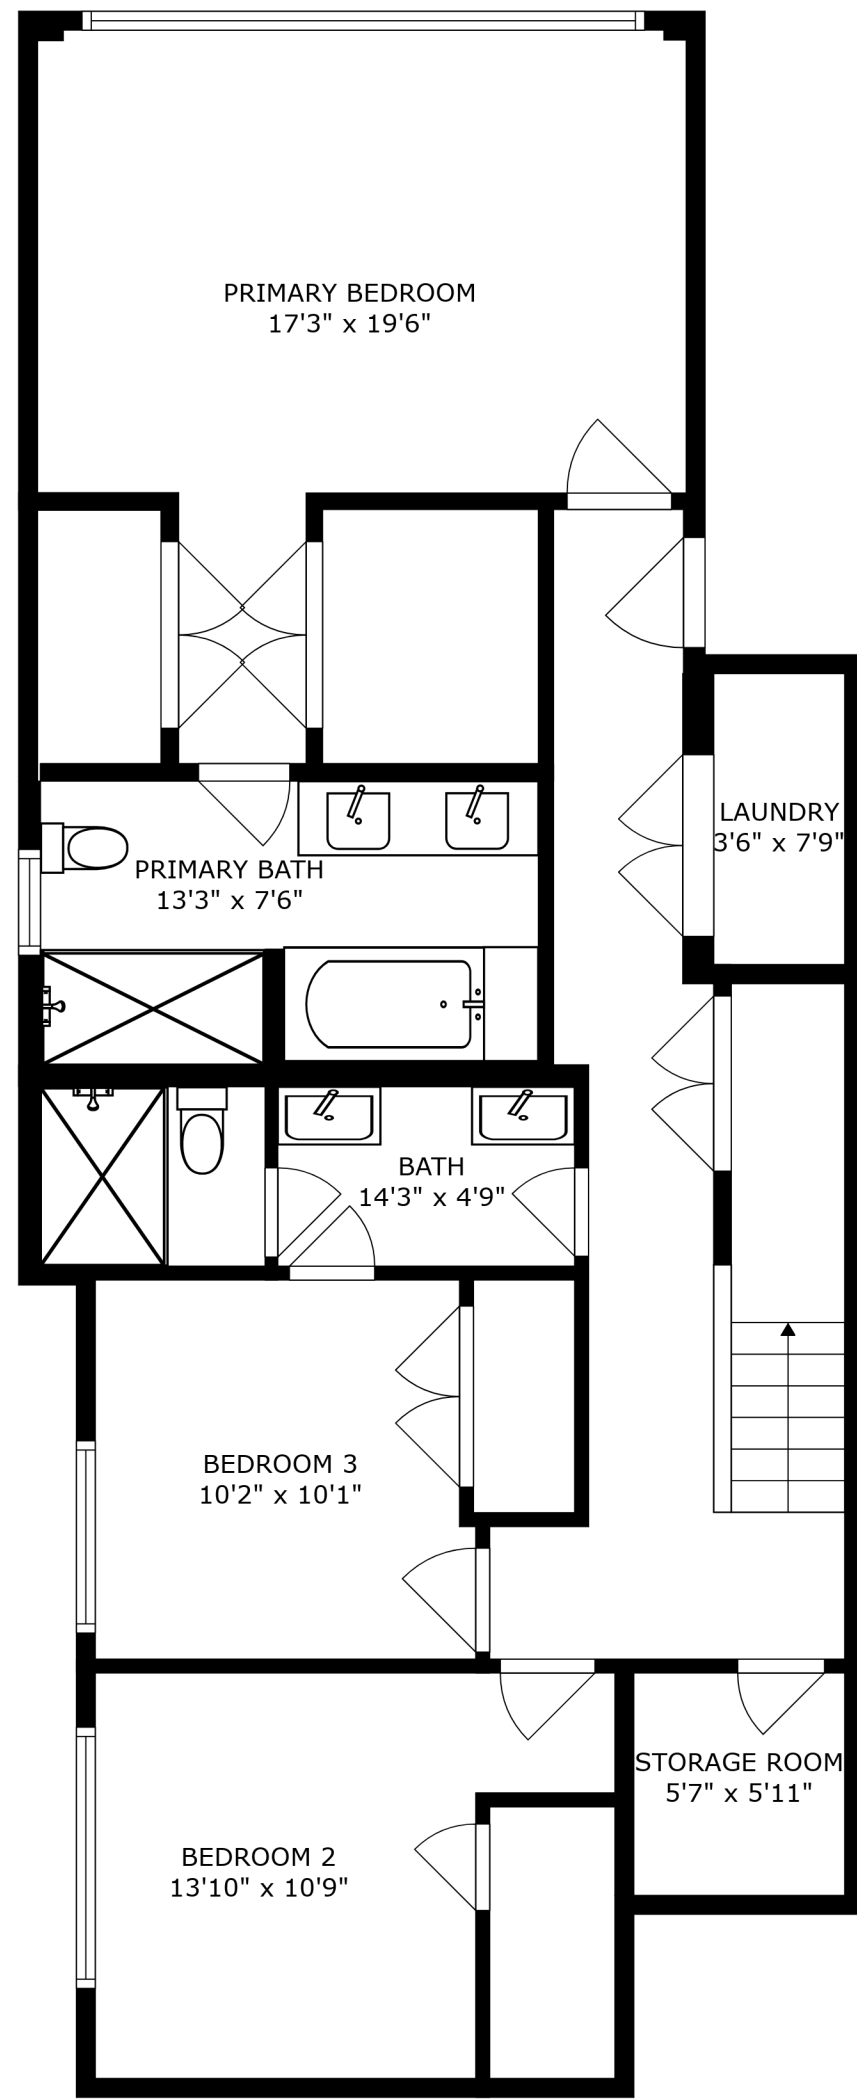 PRIMARY BEDROOM
17'3" x 19'6"
LAUNDRY
3'6" x 7'9"
PRIMARY BATH
13'3" x 7'6"
BATH
14'3" x 4'9"
BEDROOM 3
10'2" x 10'1"
STORAGE ROOM
5'7" x 5'11"
BEDROOM 2
13'10" x 10'9"